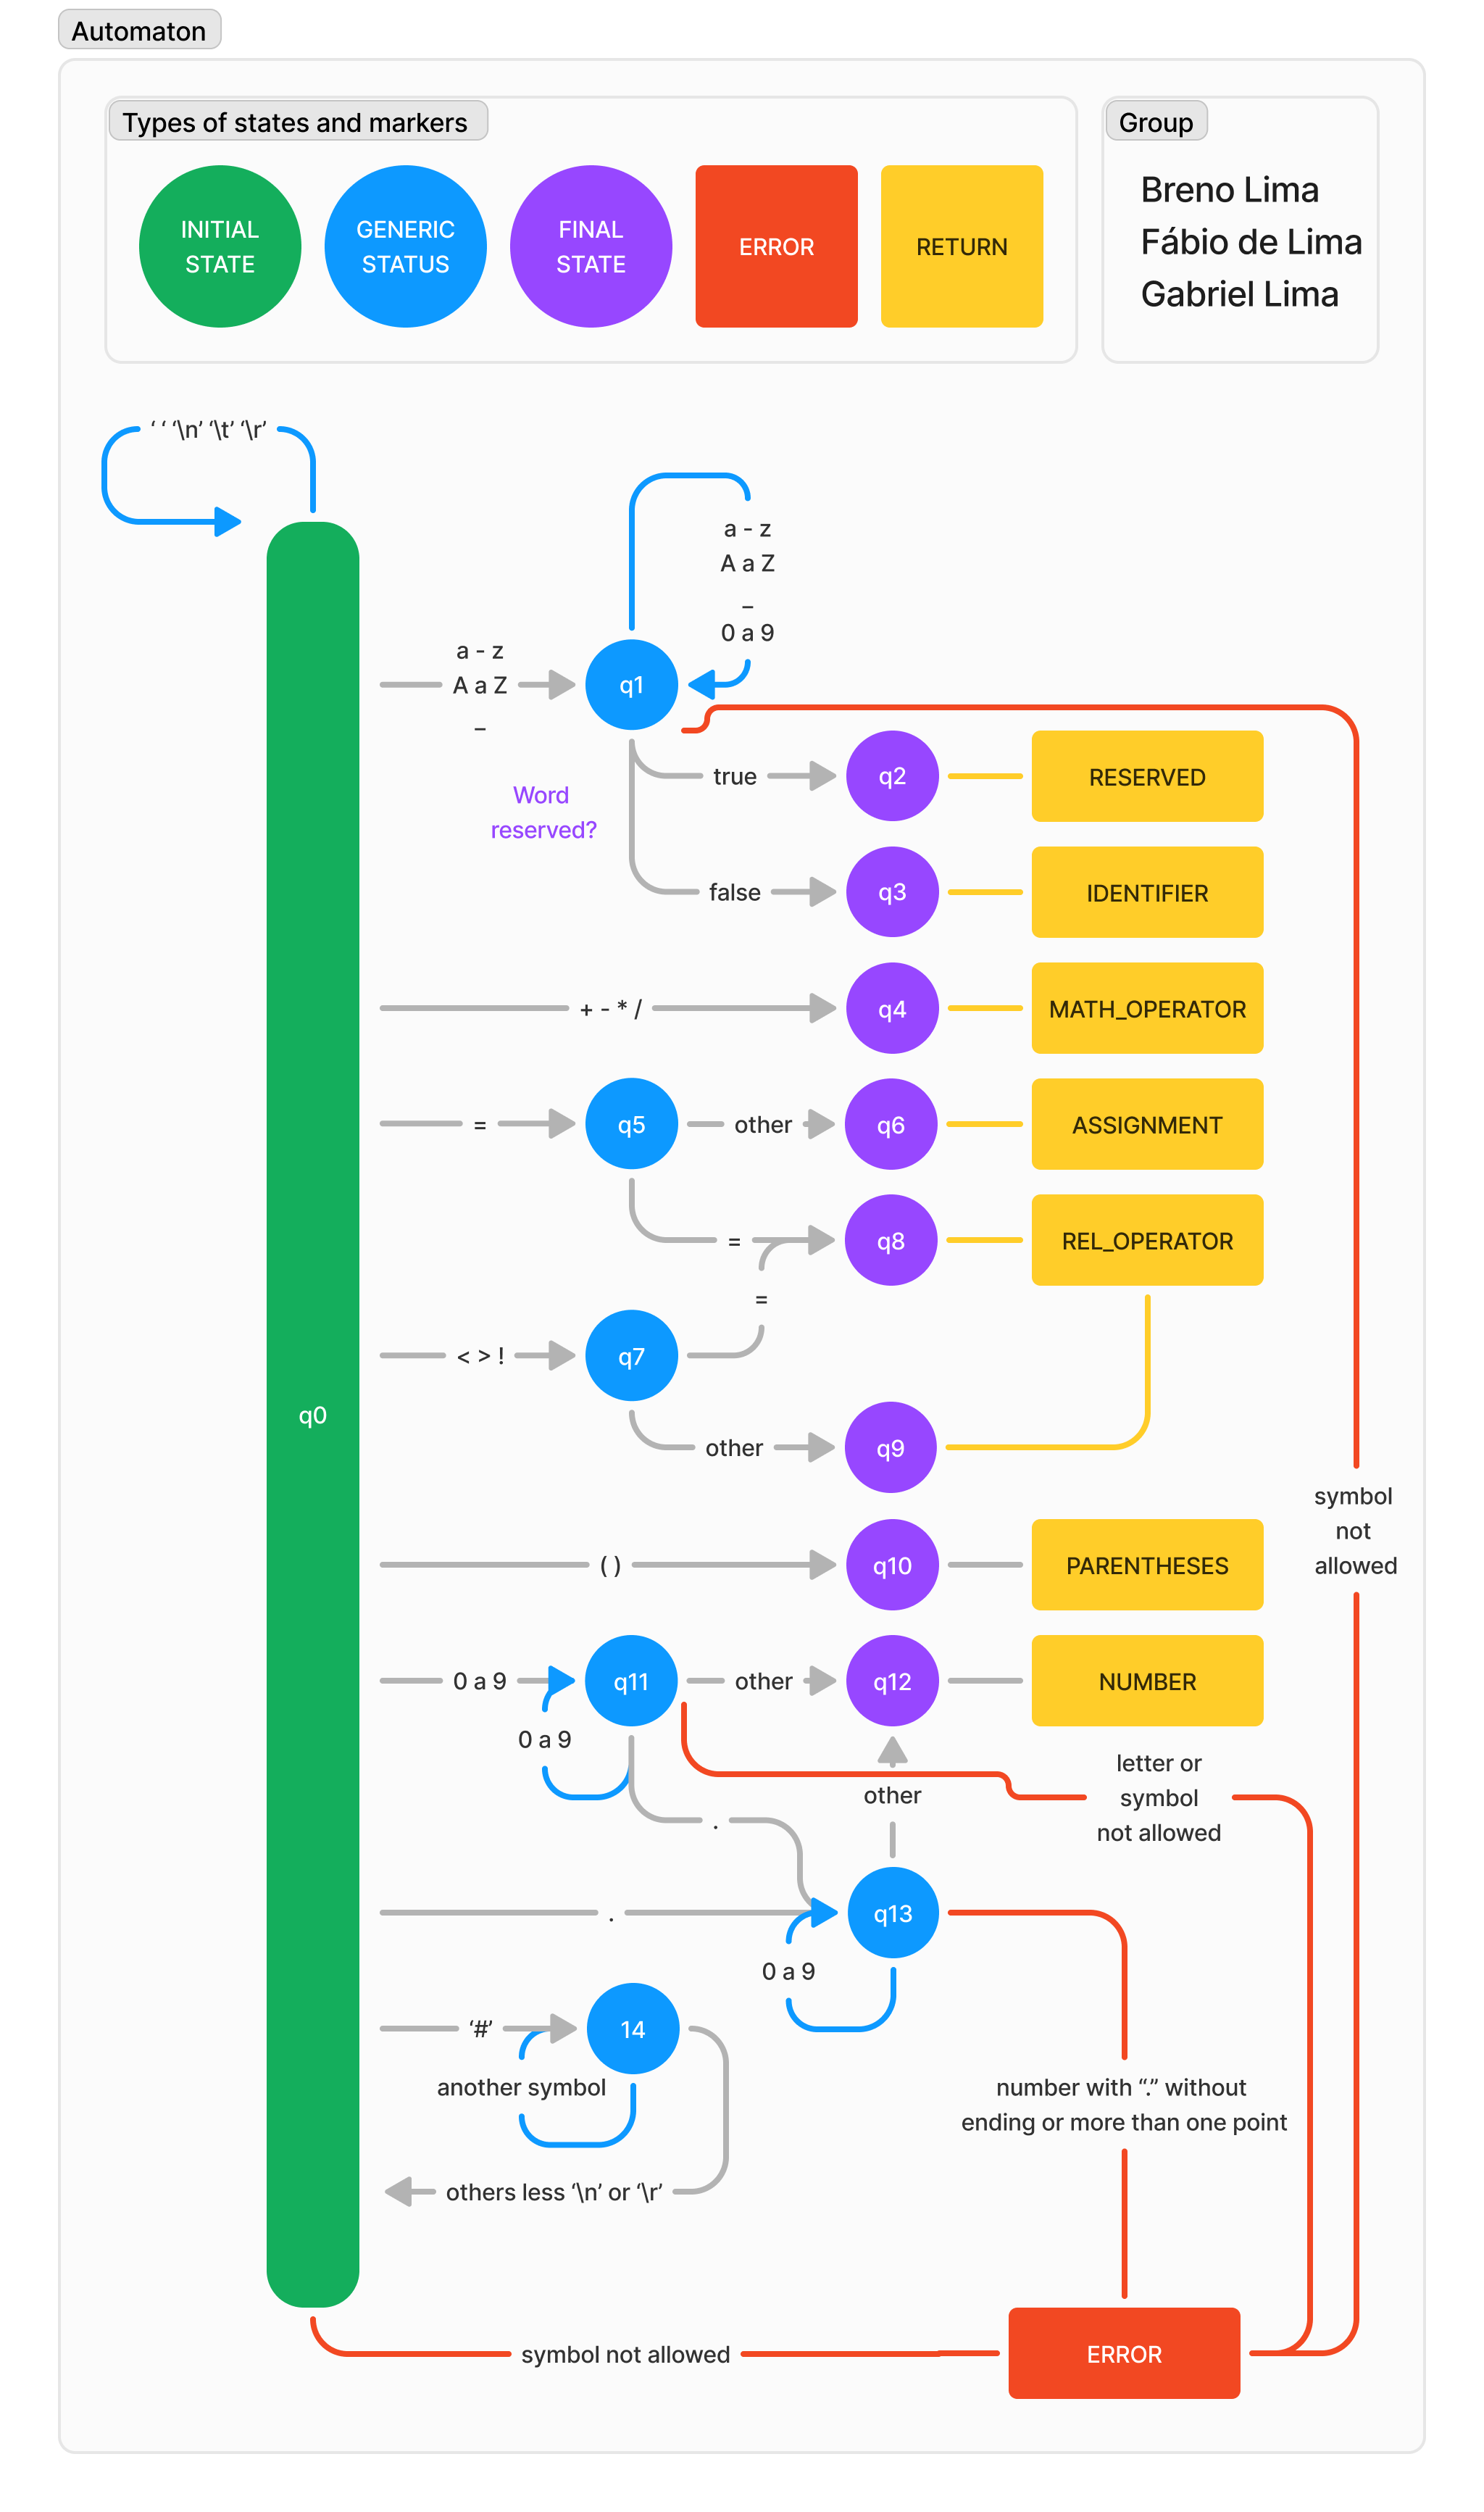 Automaton
Types of states and markers
INITIAL
STATE
GENERIC
STATUS
FINAL
STATE
ERROR
RETURN
Group
Breno Lima
Fábio de Lima
Gabriel Lima
‘ ‘ ‘\n’ ‘\t’ ‘\r’
a - z
A a Z
_
0 a 9
a - z
A a Z
_
q1
Word
reserved?
true
q2
RESERVED
false
q3
IDENTIFIER
+ - * /
q4
MATH_OPERATOR
=
q5
other
q6
ASSIGNMENT
=
q8
REL_OPERATOR
=
< > !
q7
q0
other
q9
symbol
not
allowed
( )
q10
PARENTHESES
0 a 9
q11
other
q12
NUMBER
0 a 9
letter or
symbol
not allowed
other
.
.
q13
0 a 9
‘#’
14
another symbol
number with “.” without
ending or more than one point
others less ‘\n’ or ‘\r’
symbol not allowed
ERROR